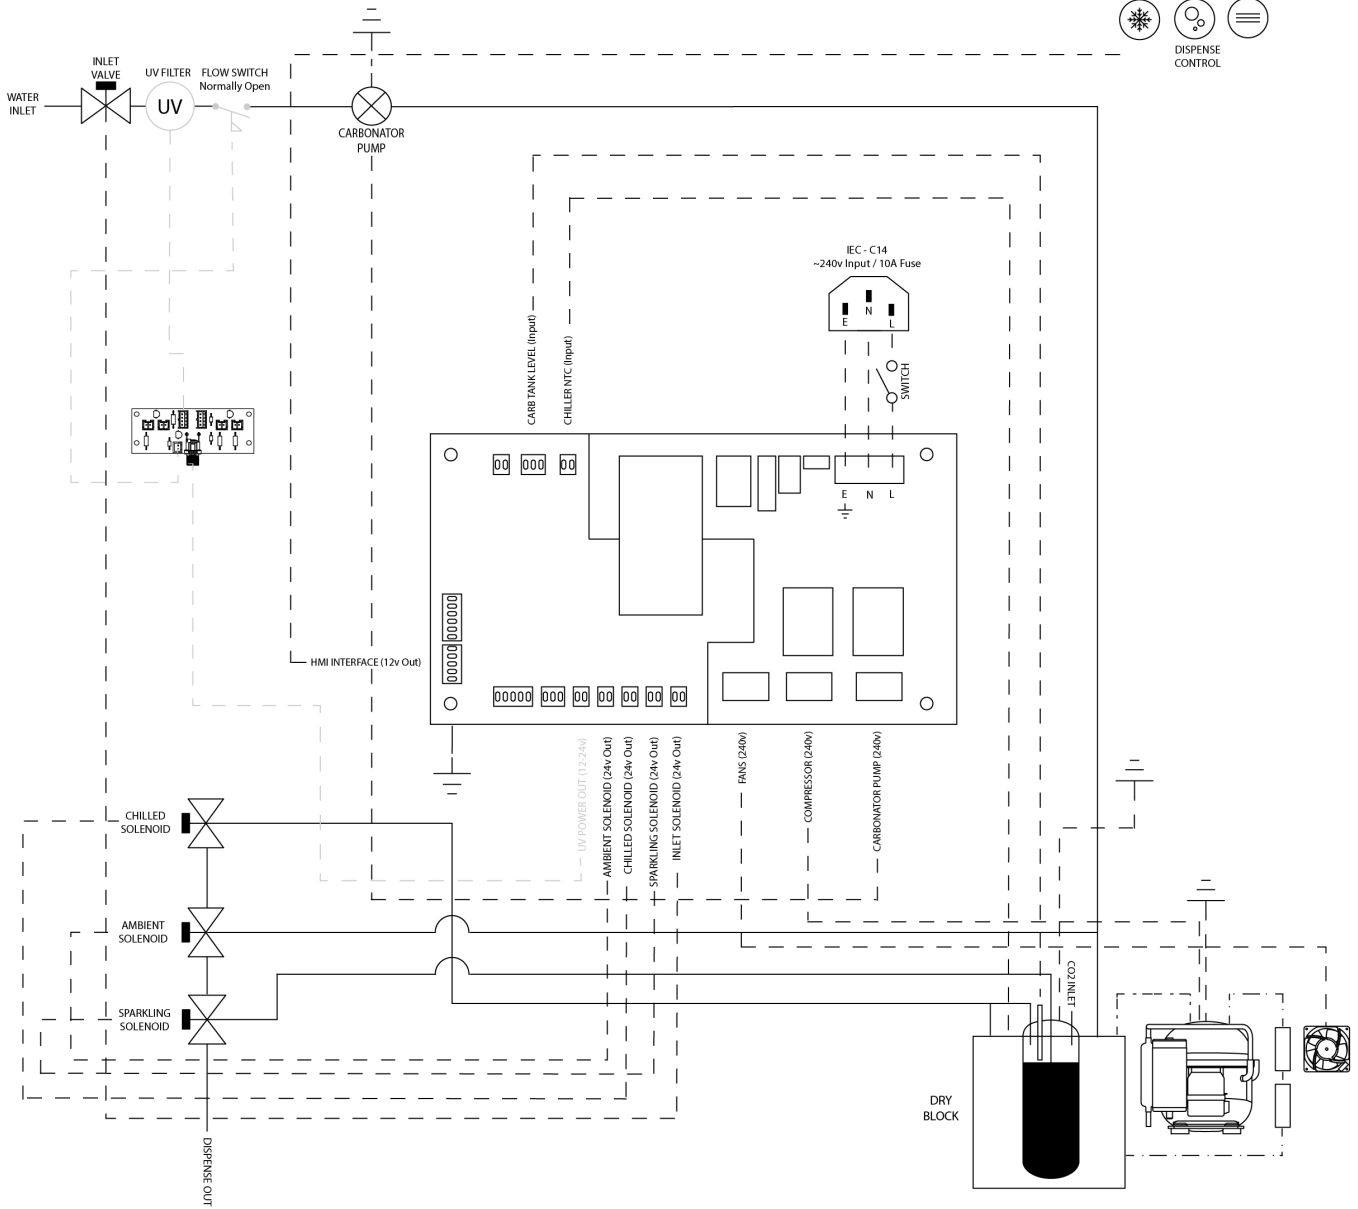 DISPENSE
CONTROL
INLET
VALVE
UV FILTER
FLOW SWITCH
Normally Open
WATER
INLET
UV
CARBONATOR
PUMP
IEC - C14
~240v Input / 10A Fuse
E
N
L
SWITCH
CARB TANK LEVEL (Input)
CHILLER NTC (Input)
E
N
L
HMI INTERFACE (12v Out)
UV POWER OUT (12-24v)
AMBIENT SOLENOID (24v Out)
CHILLED SOLENOID (24v Out)
SPARKLING SOLENOID (24v Out)
INLET SOLENOID (24v Out)
FANS (240v)
COMPRESSOR (240v)
CARBONATOR PUMP (240v)
CHILLED
SOLENOID
AMBIENT
SOLENOID
SPARKLING
SOLENOID
CO2 INLET
DRY
BLOCK
DISPENSE OUT